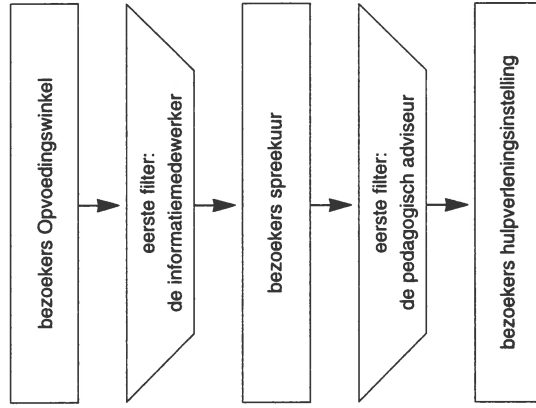 bezoekers Opvoedingswinkel
eerste filter:
de informatiemedewerker
bezoekers spreekuur
eerste filter:
de pedagogisch adviseur
bezoekers hulpverleningsinstelling